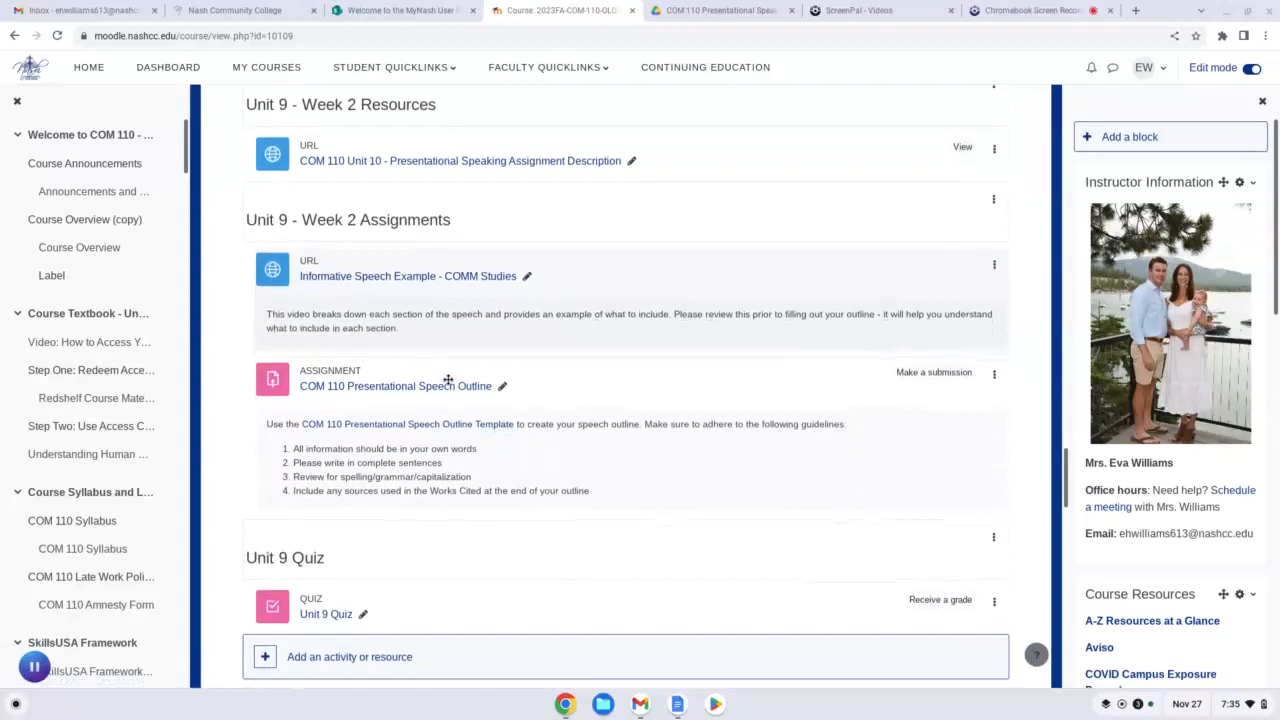 Inbox - ehwilliams613@nashc
Nash Community College
Welcome to the MyNash User
Course: 2023FA-COM-110-OLO
COM 110 Presentational Spea
ScreenPal - Videos
Chromebook Screen Reco
moodle.nashcc.edu/course/view.php?id=10109
Nash
HOME
DASHBOARD
MY COURSES
STUDENT QUICKLINKS
FACULTY QUICKLINKS
CONTINUING EDUCATION
EW
Edit mode
Welcome to COM 110 - ...
Course Announcements
Announcements and ...
Course Overview (copy)
Course Overview
Label
Course Textbook - Un...
Video: How to Access Y...
Step One: Redeem Acce...
Redshelf Course Mate...
Step Two: Use Access C...
Understanding Human ...
Course Syllabus and L...
COM 110 Syllabus
COM 110 Syllabus
COM 110 Late Work Poli...
COM 110 Amnesty Form
SkillsUSA Framework
illsUSA Framework...
Unit 9 - Week 2 Resources
URL
COM 110 Unit 10 - Presentational Speaking Assignment Description
View
Unit 9 - Week 2 Assignments
URL
Informative Speech Example - COMM Studies
This video breaks down each section of the speech and provides an example of what to include. Please review this prior to filling out your outline - it will help you understand
what to include in each section.
ASSIGNMENT
COM 110 Presentational Speech Outline
Make a submission
Use the COM 110 Presentational Speech Outline Template to create your speech outline. Make sure to adhere to the following guidelines:
1. All information should be in your own words
2. Please write in complete sentences
3. Review for spelling/grammar/capitalization
4. Include any sources used in the Works Cited at the end of your outline
Unit 9 Quiz
QUIZ
Unit 9 Quiz
Receive a grade
+ Add an activity or resource
?
+ Add a block
Instructor Information
Mrs. Eva Williams
Office hours: Need help? Schedule
a meeting with Mrs. Williams
Email: ehwilliams613@nashcc.edu
Course Resources
A-Z Resources at a Glance
Aviso
COVID Campus Exposure
3
Nov 27
7:35